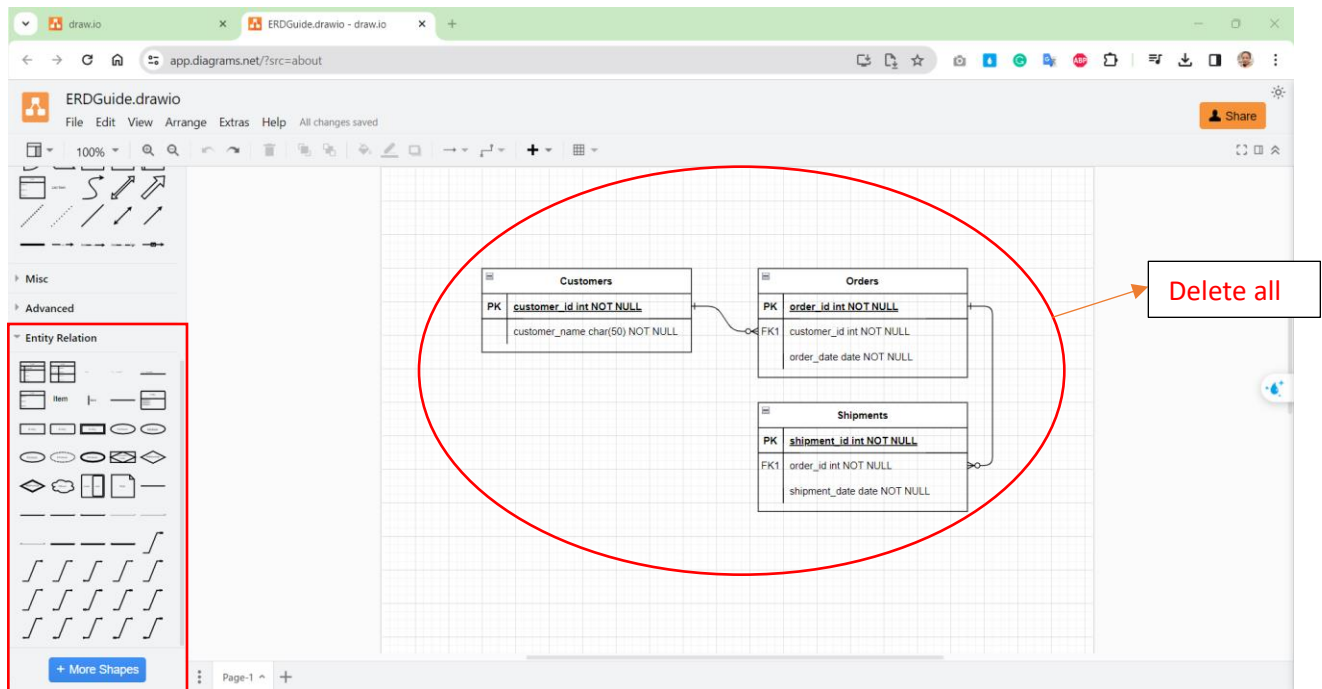 draw.io
ERDGuide.drawio - draw.io
app.diagrams.net/?src=about
ABP
ERDGuide.drawio
File Edit View Arrange Extras Help All changes saved
Share
100%
Misc
Advanced
Entity Relation
Item
+ More Shapes
Customers
PK customer_id int NOT NULL
customer_name char(50) NOT NULL
Orders
PK order_id int NOT NULL
FK1 customer_id int NOT NULL
order_date date NOT NULL
Shipments
PK shipment_id int NOT NULL
FK1 order_id int NOT NULL
shipment_date date NOT NULL
Delete all
Page-1